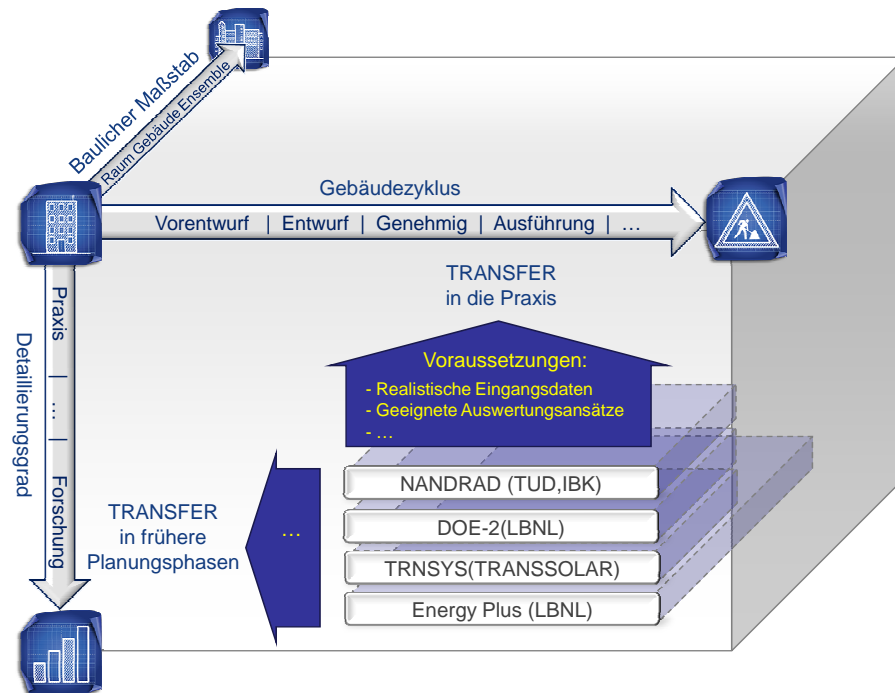 Baulicher Maßstab
Raum Gebäude Ensemble
Gebäudezyklus
Vorentwurf | Entwurf | Genehmig | Ausführung | ...
Detaillierungsgrad
Praxis | ... | Forschung
TRANSFER
in die Praxis
Voraussetzungen:
- Realistische Eingangsdaten
- Geeignete Auswertungsansätze
- ...
TRANSFER
in frühere
Planungsphasen
...
NANDRAD (TUD,IBK)
DOE-2(LBNL)
TRNSYS(TRANSSOLAR)
Energy Plus (LBNL)